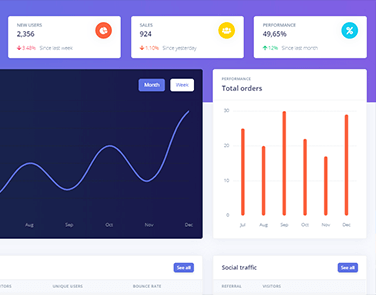 NEW USERS
2,356
3.48% Since last week
SALES
924
1.10% Since yesterday
PERFORMANCE
49,65%
12% Since last month
Month
Week
Aug Sep Oct Nov Dec
PERFORMANCE
Total orders
30
20
10
0
Jul Aug Sep Oct Nov Dec
See all
UNIQUE USERS
BOUNCE RATE
Social traffic
See all
REFERRAL
VISITORS